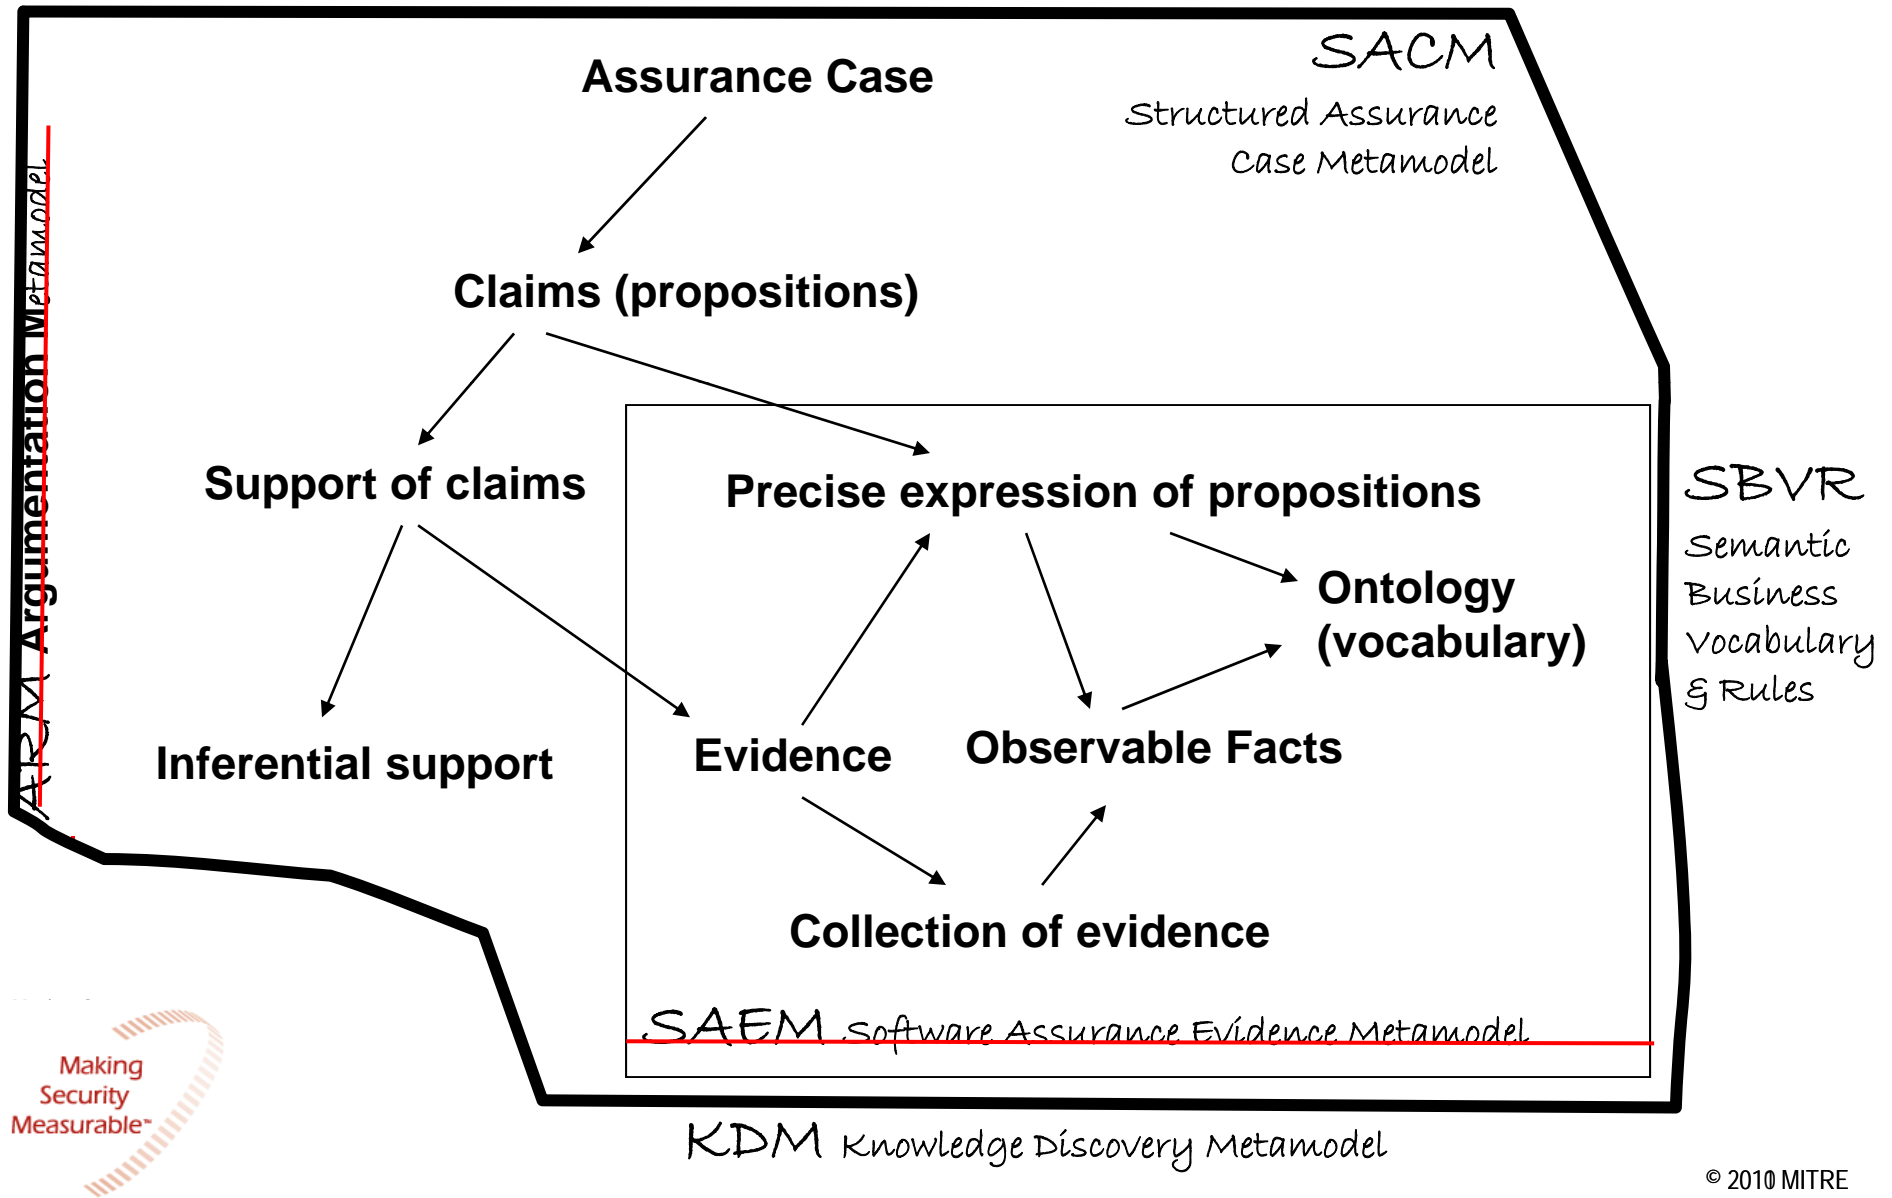 SACM
Structured Assurance
Case Metamodel
Assurance Case
Claims (propositions)
Support of claims
Precise expression of propositions
Ontology
(vocabulary)
Inferential support
Evidence
Observable Facts
Collection of evidence
SAEM Software Assurance Evidence Metamodel
ARM Argumentation Metamodel
SBVR
Semantic
Business
Vocabulary
& Rules
KDM Knowledge Discovery Metamodel
Making
Security
Measurable™
© 2010 MITRE